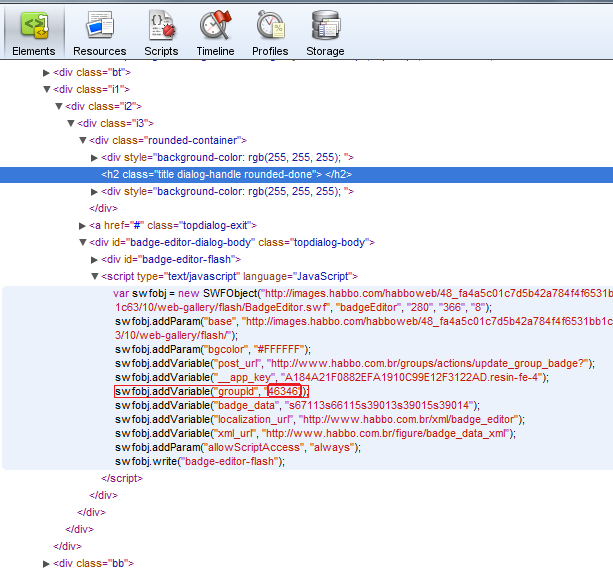 Elements Resources Scripts Timeline Profiles Storage
▶<div class="bt">
▼<div class="i1">
▼<div class="i2">
▼<div class="i3">
▼<div class="rounded-container">
▶<div style="background-color: rgb(255, 255, 255); ">
<h2 class="title dialog-handle rounded-done"> </h2>
▶<div style="background-color: rgb(255, 255, 255); ">
</div>
▶<a href="#" class="topdialog-exit">
▼<div id="badge-editor-dialog-body" class="topdialog-body">
▶<div id="badge-editor-flash">
▼<script type="text/javascript" language="JavaScript">
var swfobj = new SWFObject("http://images.habbo.com/habboweb/48_fa4a5c01c7d5b42a784f4f6531b
1c63/10/web-gallery/flash/BadgeEditor.swf", "badgeEditor", "280", "366", "8");
swfobj.addParam("base", "http://images.habbo.com/habboweb/48_fa4a5c01c7d5b42a784f4f6531bb1c
3/10/web-gallery/flash/");
swfobj.addParam("bgcolor", "#FFFFFF");
swfobj.addVariable("post_url", "http://www.habbo.com.br/groups/actions/update_group_badge?");
swfobj.addVariable("__app_key", "A184A21F0882EFA1910C99E12F3122AD.resin-fe-4");
swfobj.addVariable("groupId", "46346");
swfobj.addVariable("badge_data", "s67113s66115s39013s39015s39014");
swfobj.addVariable("localization_url", "http://www.habbo.com.br/xml/badge_editor");
swfobj.addVariable("xml_url", "http://www.habbo.com.br/figure/badge_data_xml");
swfobj.addParam("allowScriptAccess", "always");
swfobj.write("badge-editor-flash");
</script>
</div>
</div>
</div>
</div>
▶<div class="bb">